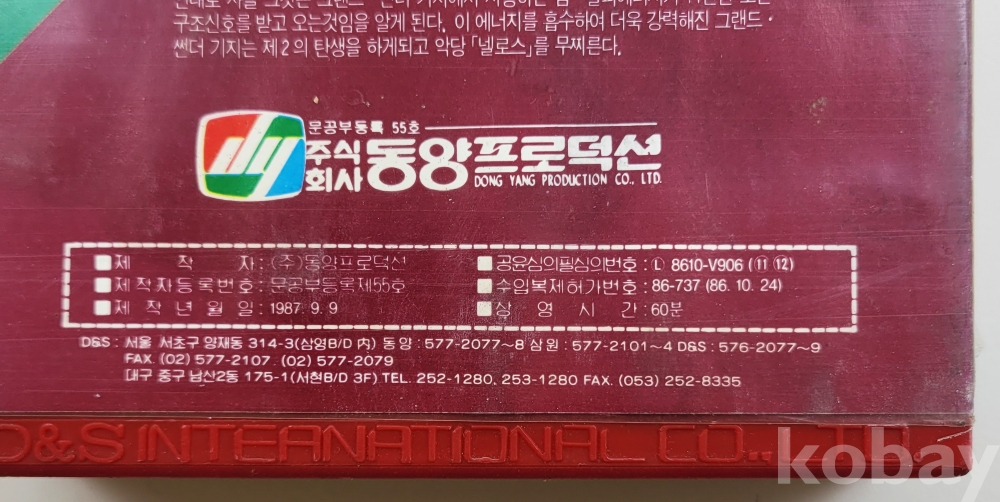 구조신호를 받고 오는것임을 알게 된다. 이 에너지를 흡수하여 더욱 강력해진 그랜드·
썬더 기지는 제2의 탄생을 하게되고 악당 「넬로스」를 무찌른다.
dy
문공부등록 55호
주식회사 동양프로덕션
DONG YANG PRODUCTION CO., LTD.
■제작자 : (주)동양프로덕션
■공윤심의필심의번호 : Ⓛ 8610-V906 (⑪ ⑫)
■제작자등록번호 : 문공부등록제55호
■수입복제허가번호 : 86-737 (86. 10. 24)
■제작년월일 : 1987. 9. 9
■상영시간 : 60분
D&S : 서울 서초구 양재동 314-3(삼영B/D 内) 동양 : 577-2077~8 삼원 : 577-2101~4 D&S : 576-2077~9
FAX. (02) 577-2107. (02) 577-2079
대구 중구 남산2동 175-1(서현B/D 3F) TEL. 252-1280, 253-1280 FAX. (053) 252-8335
D&S INTERNATIONAL CO., LTD.
kobay